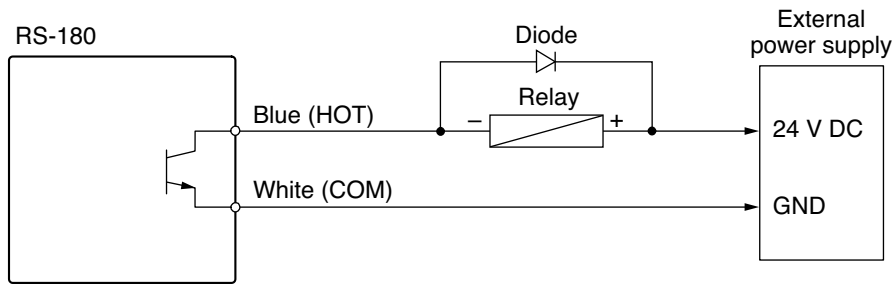 RS-180
External
power supply
Diode
Relay
Blue (HOT)
− +
24 V DC
White (COM)
GND